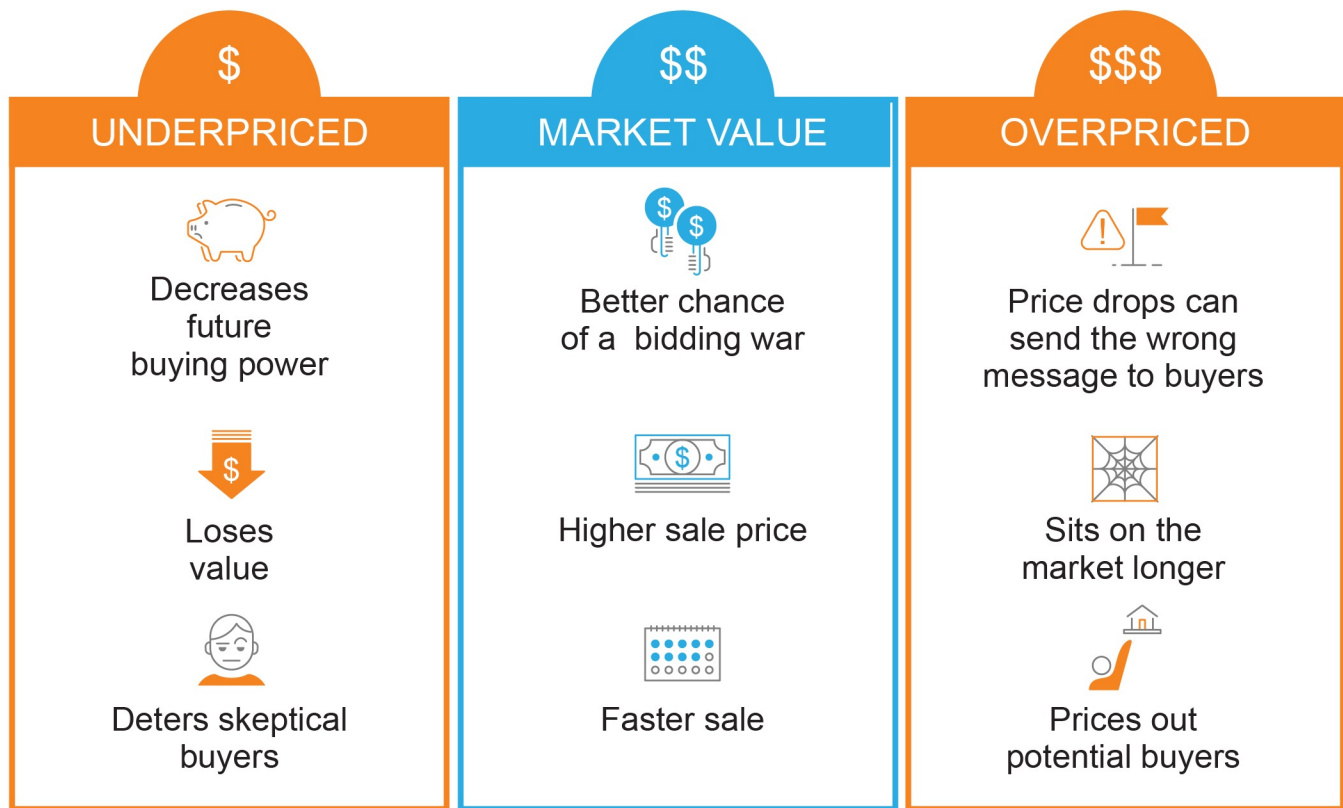 $
UNDERPRICED
Decreases
future
buying power
$
Loses
value
Deters skeptical
buyers
$$
MARKET VALUE
$
$
Better chance
of a bidding war
$
Higher sale price
Faster sale
$$$
OVERPRICED
!
Price drops can
send the wrong
message to buyers
Sits on the
market longer
Prices out
potential buyers